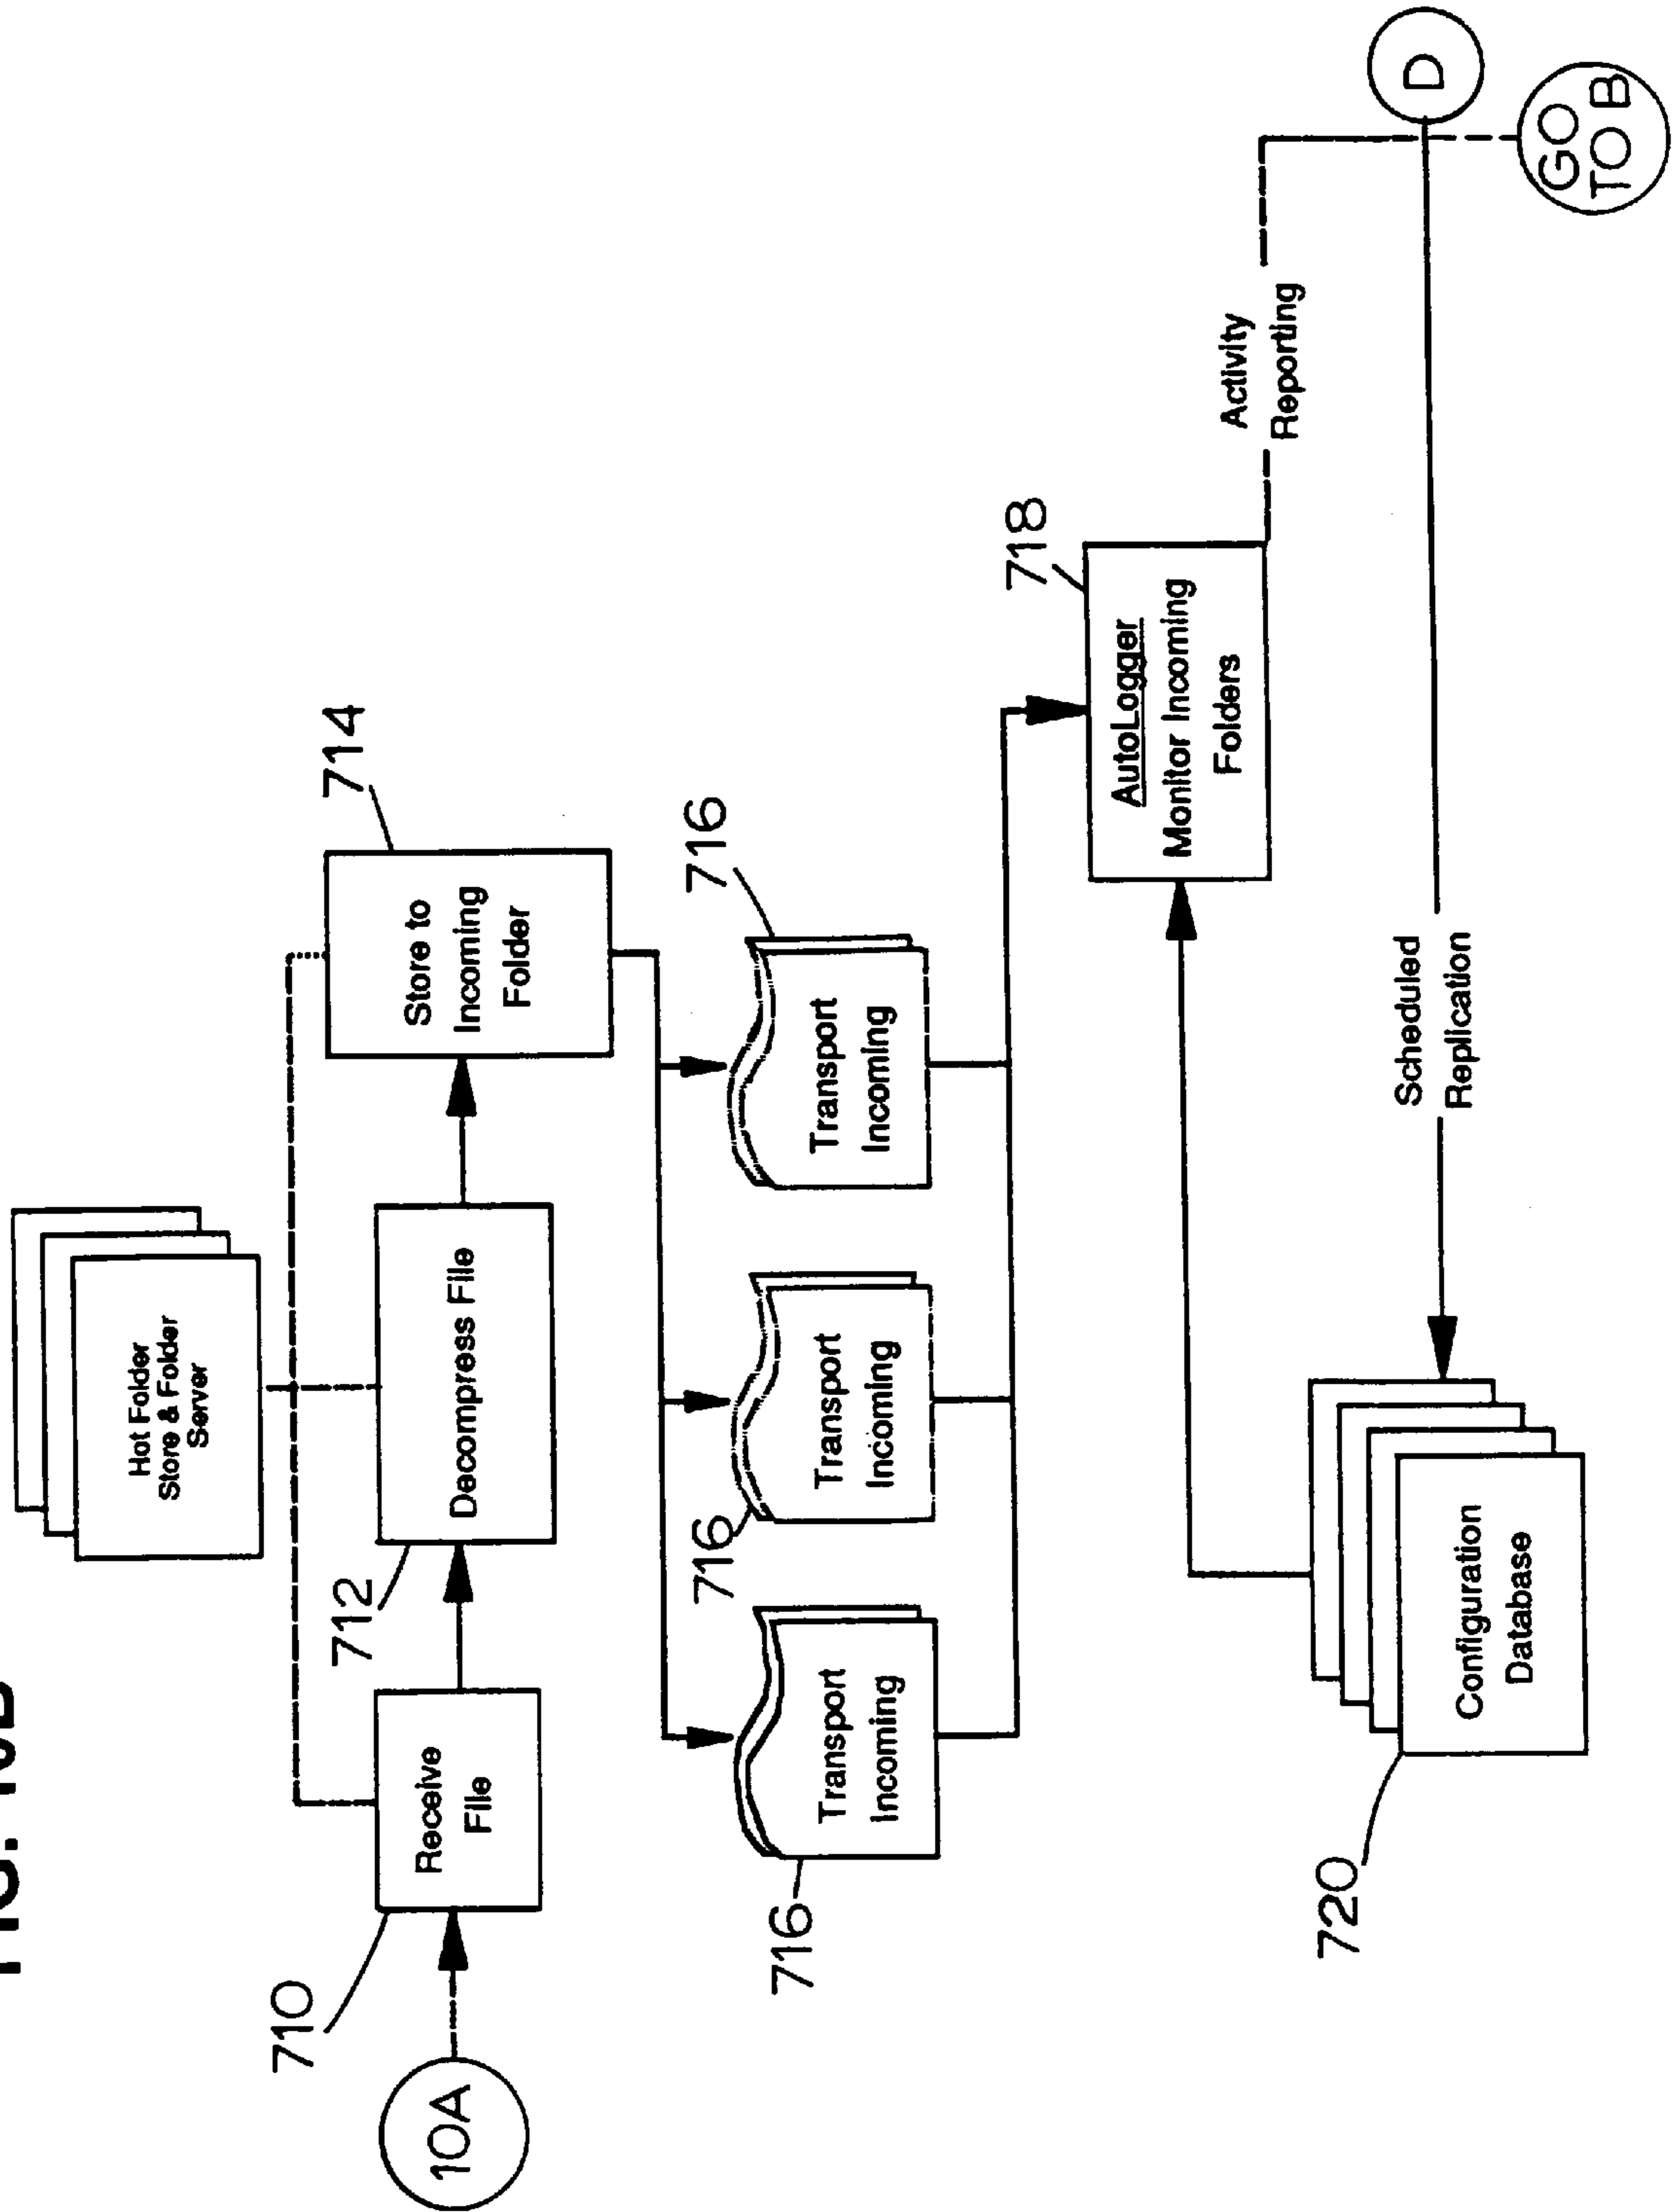 Hot Folder
Store & Folder
Server
710
712
714
10A
Receive
File
Decompress File
Store to
Incoming
Folder
716
716
716
Transport
Incoming
Transport
Incoming
Transport
Incoming
718
AutoLogger
Monitor Incoming
Folders
Activity
Reporting
720
Configuration
Database
Scheduled
Replication
D
GO
TO B